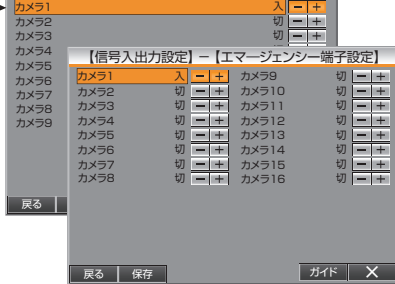 カメラ1 入 − +
カメラ2 切 − +
カメラ3 切 − +
カメラ4
カメラ5
カメラ6
カメラ7
カメラ8
カメラ9
戻る
【信号入出力設定】−【エマージェンシー端子設定】
カメラ1 入 − + カメラ9 切 − +
カメラ2 切 − + カメラ10 切 − +
カメラ3 切 − + カメラ11 切 − +
カメラ4 切 − + カメラ12 切 − +
カメラ5 切 − + カメラ13 切 − +
カメラ6 切 − + カメラ14 切 − +
カメラ7 切 − + カメラ15 切 − +
カメラ8 切 − + カメラ16 切 − +
戻る 保存 ガイド X